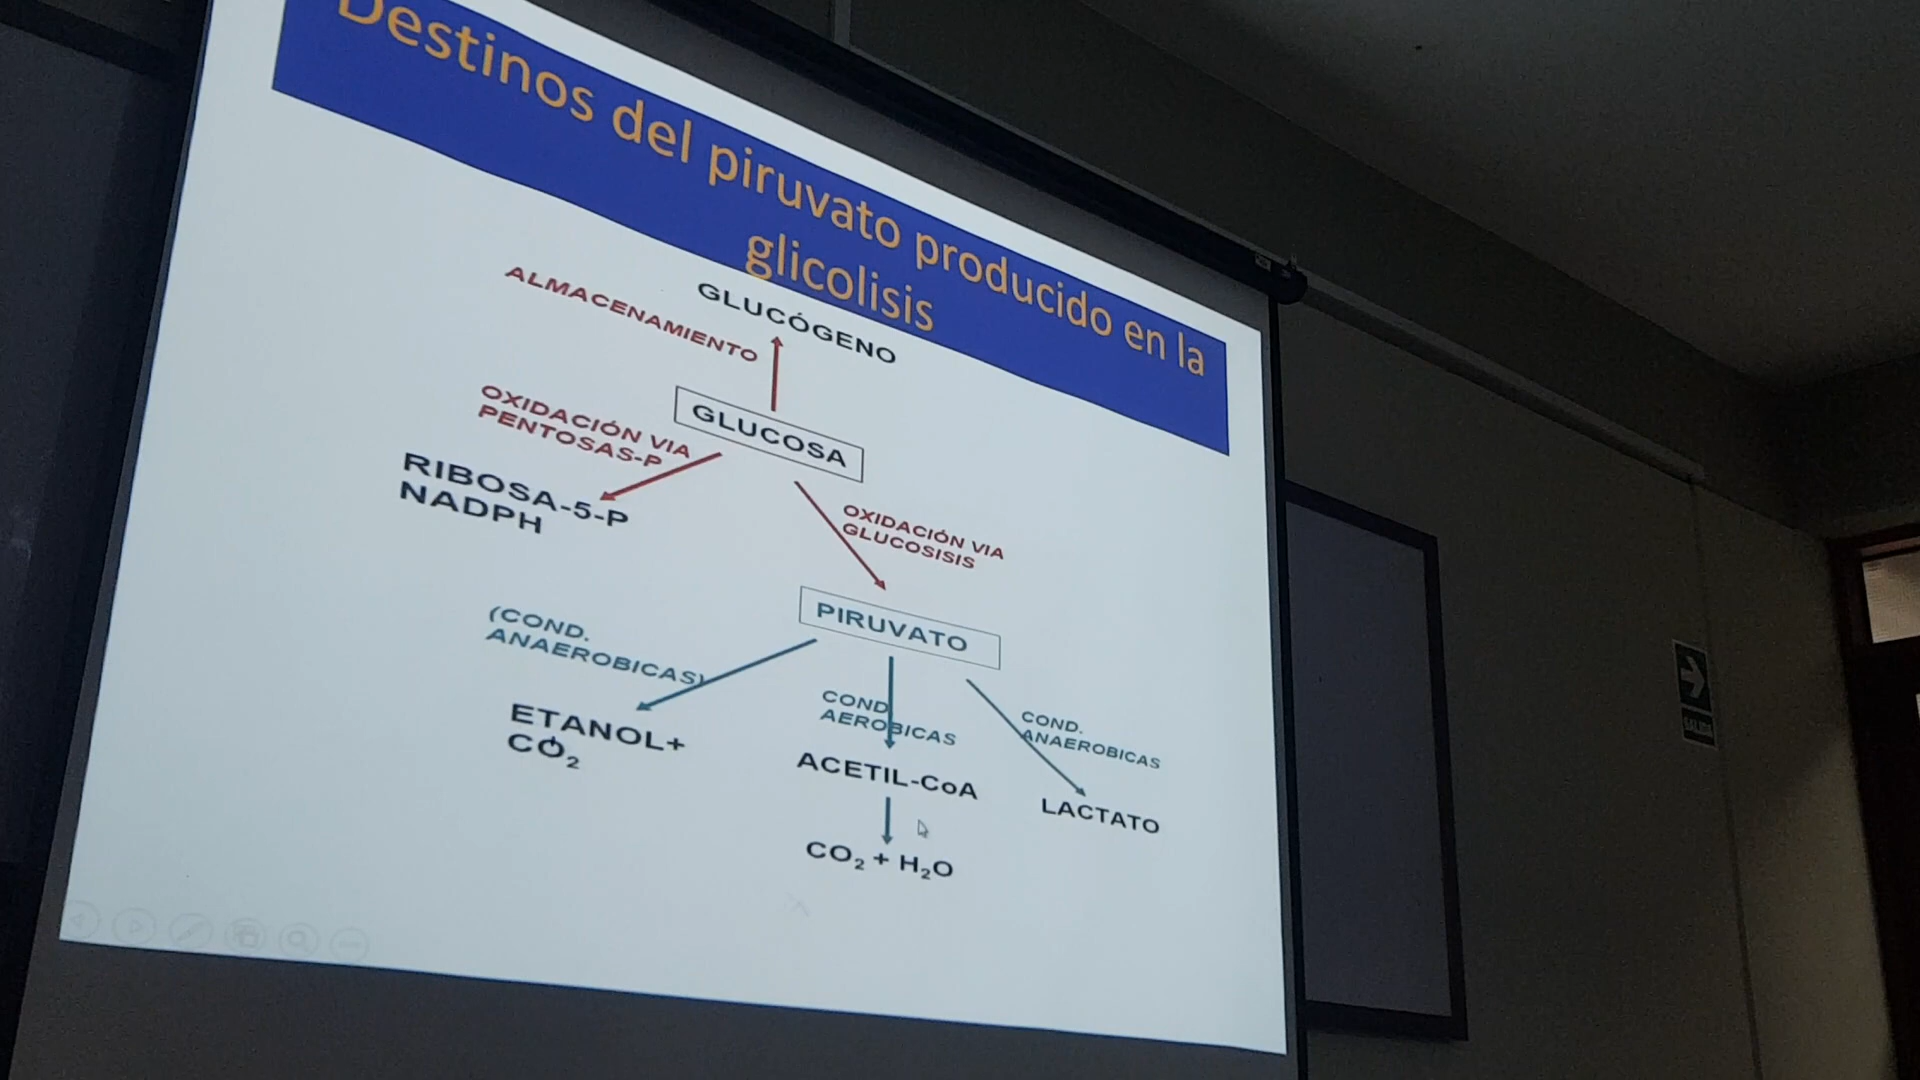 Destinos del piruvato producido en la
glicolisis
GLUCÓGENO
ALMACENAMIENTO
GLUCOSA
OXIDACIÓN VIA
PENTOSAS-P
RIBOSA-5-P
NADPH
OXIDACIÓN VIA
GLUCOSISIS
PIRUVATO
(COND.
ANAEROBICAS)
ETANOL+
CO₂
COND.
AEROBICAS
ACETIL-CoA
CO₂ + H₂O
COND.
ANAEROBICAS
LACTATO
SALIDA